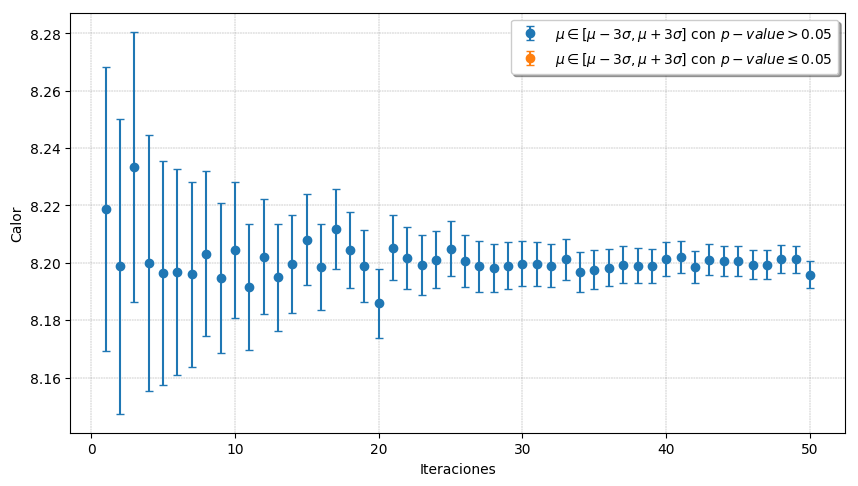 8.28
8.26
8.24
8.22
8.20
8.18
8.16
Calor
μ ∈ [μ − 3σ, μ + 3σ] con p − value > 0.05
μ ∈ [μ − 3σ, μ + 3σ] con p − value ≤ 0.05
0 10 20 30 40 50
Iteraciones